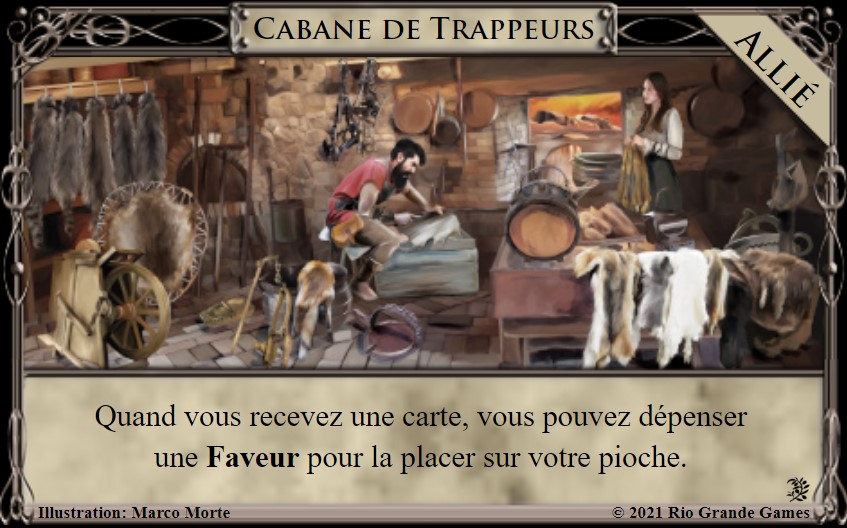 Cabane de Trappeurs
Allié
Quand vous recevez une carte, vous pouvez dépenser
une Faveur pour la placer sur votre pioche.
Illustration: Marco Morte
© 2021 Rio Grande Games